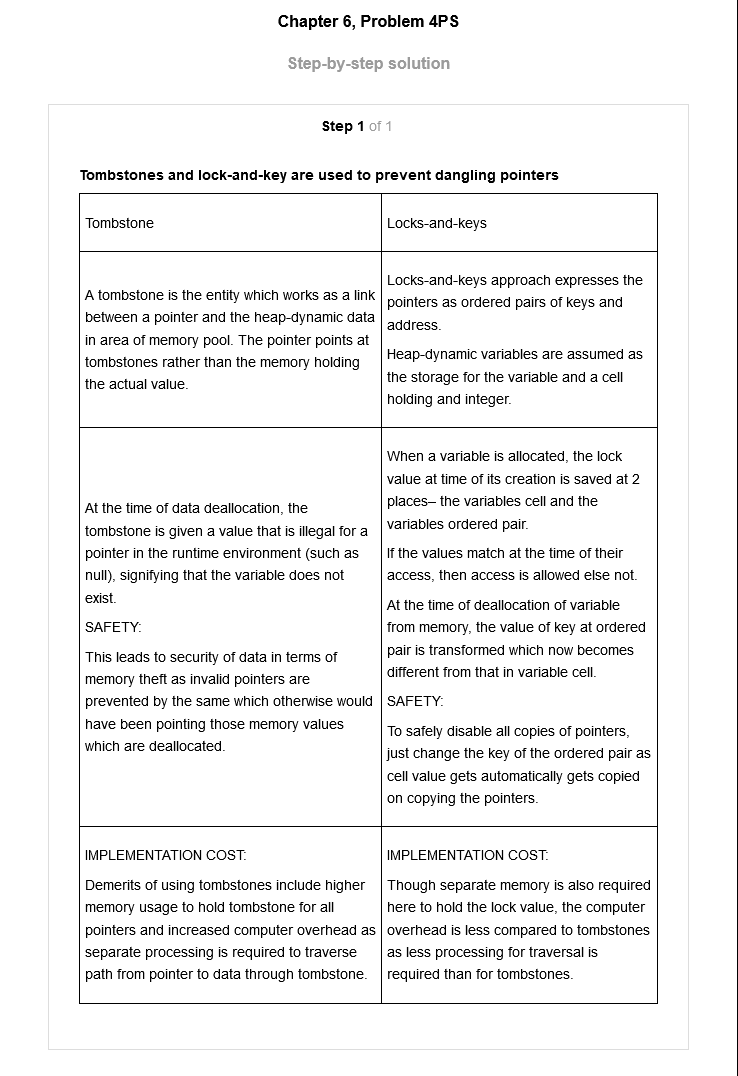 Chapter 6, Problem 4PS
Step-by-step solution
Step 1 of 1
Tombstones and lock-and-key are used to prevent dangling pointers
Tombstone
Locks-and-keys
A tombstone is the entity which works as a link
between a pointer and the heap-dynamic data
in area of memory pool. The pointer points at
tombstones rather than the memory holding
the actual value.
Locks-and-keys approach expresses the
pointers as ordered pairs of keys and
address.
Heap-dynamic variables are assumed as
the storage for the variable and a cell
holding and integer.
At the time of data deallocation, the
tombstone is given a value that is illegal for a
pointer in the runtime environment (such as
null), signifying that the variable does not
exist.
SAFETY:
This leads to security of data in terms of
memory theft as invalid pointers are
prevented by the same which otherwise would
have been pointing those memory values
which are deallocated.
When a variable is allocated, the lock
value at time of its creation is saved at 2
places– the variables cell and the
variables ordered pair.
If the values match at the time of their
access, then access is allowed else not.
At the time of deallocation of variable
from memory, the value of key at ordered
pair is transformed which now becomes
different from that in variable cell.
SAFETY:
To safely disable all copies of pointers,
just change the key of the ordered pair as
cell value gets automatically gets copied
on copying the pointers.
IMPLEMENTATION COST:
Demerits of using tombstones include higher
memory usage to hold tombstone for all
pointers and increased computer overhead as
separate processing is required to traverse
path from pointer to data through tombstone.
IMPLEMENTATION COST:
Though separate memory is also required
here to hold the lock value, the computer
overhead is less compared to tombstones
as less processing for traversal is
required than for tombstones.